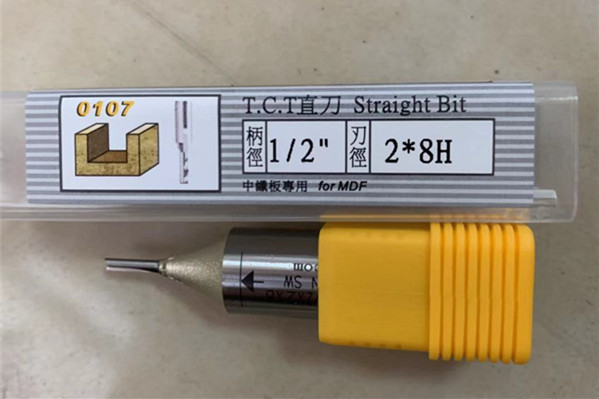 0107
T.C.T直刀 Straight Bit
柄徑 1/2" 刃徑 2*8H
中纖板專用 for MDF
N SW